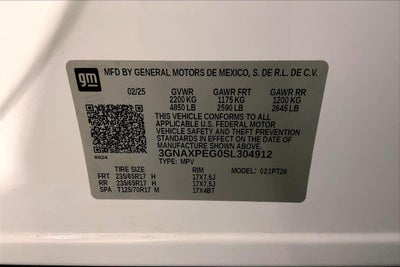 gm
MFD BY GENERAL MOTORS DE MEXICO, S. DE R.L. DE C.V.
02/25 GVWR GAWR FRT GAWR RR
2200 KG 1175 KG 1200 KG
4850 LB 2590 LB 2645 LB
THIS VEHICLE CONFORMS TO ALL
APPLICABLE U.S. FEDERAL MOTOR
VEHICLE SAFETY AND THEFT
PREVENTION STANDARDS IN
EFFECT ON THE DATE OF
MANUFACTURE SHOWN ABOVE.
8624 3GNAXPEG0SL304912
TYPE: MPV
TIRE SIZE RIM MODEL: 021PT26
FRT 235/65R17 H 17X7.5J
RR 235/65R17 H 17X7.5J
SPA T125/70R17 M 17X4BT